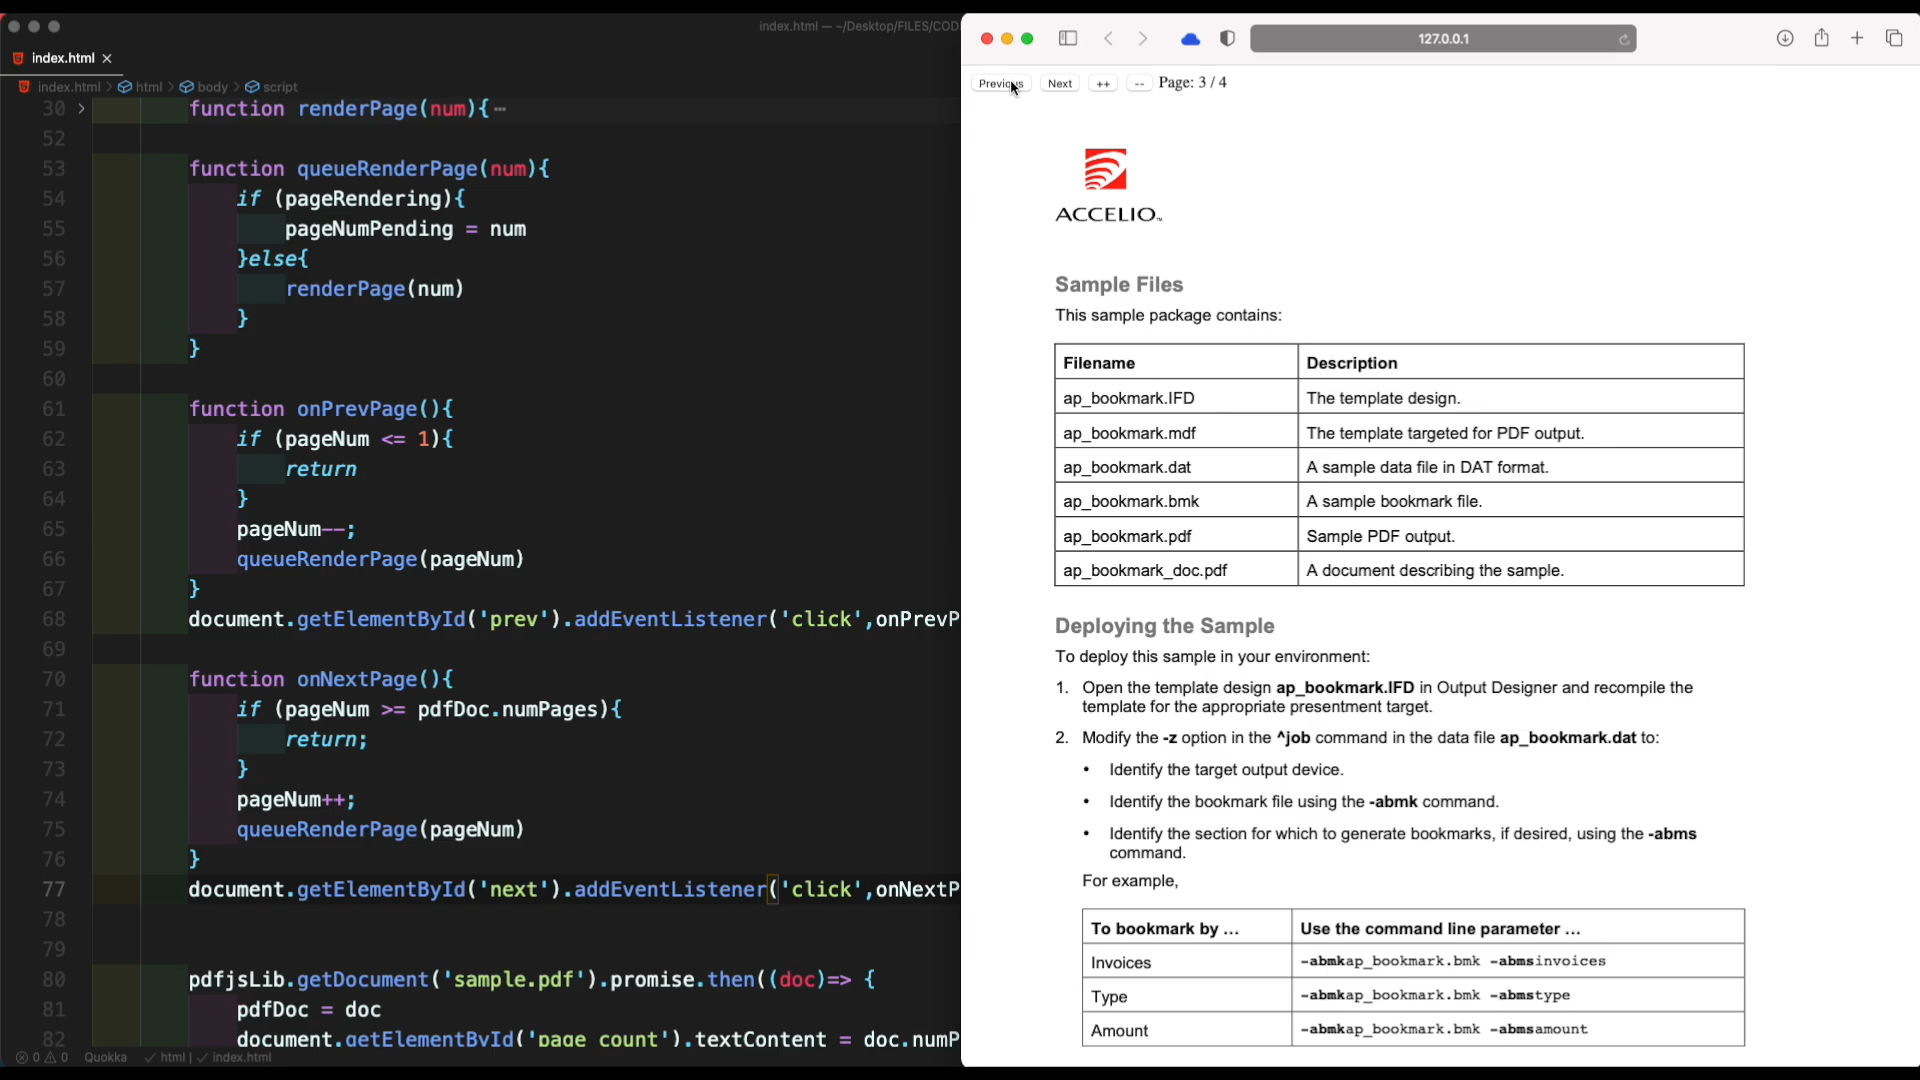 index.html — ~/Desktop/FILES/COD
index.html
index.html > html > body > script
30 > function renderPage(num){⋯
52
53 function queueRenderPage(num){
54 if (pageRendering){
55 pageNumPending = num
56 }else{
57 renderPage(num)
58 }
59 }
60
61 function onPrevPage(){
62 if (pageNum <= 1){
63 return
64 }
65 pageNum--;
66 queueRenderPage(pageNum)
67 }
68 document.getElementById('prev').addEventListener('click',onPrevP
69
70 function onNextPage(){
71 if (pageNum >= pdfDoc.numPages){
72 return;
73 }
74 pageNum++;
75 queueRenderPage(pageNum)
76 }
77 document.getElementById('next').addEventListener('click',onNextP
78
79
80 pdfjsLib.getDocument('sample.pdf').promise.then((doc)=> {
81 pdfDoc = doc
82 document.getElementById('page_count').textContent = doc.numP
0 0 Quokka ✓ html | ✓ index.html
127.0.0.1
Previous Next ++ -- Page: 3 / 4
ACCELIO™
Sample Files
This sample package contains:
Filename Description
ap_bookmark.IFD The template design.
ap_bookmark.mdf The template targeted for PDF output.
ap_bookmark.dat A sample data file in DAT format.
ap_bookmark.bmk A sample bookmark file.
ap_bookmark.pdf Sample PDF output.
ap_bookmark_doc.pdf A document describing the sample.
Deploying the Sample
To deploy this sample in your environment:
1. Open the template design ap_bookmark.IFD in Output Designer and recompile the
template for the appropriate presentment target.
2. Modify the -z option in the ^job command in the data file ap_bookmark.dat to:
• Identify the target output device.
• Identify the bookmark file using the -abmk command.
• Identify the section for which to generate bookmarks, if desired, using the -abms
command.
For example,
To bookmark by … Use the command line parameter …
Invoices -abmkap_bookmark.bmk -abmsinvoices
Type -abmkap_bookmark.bmk -abmstype
Amount -abmkap_bookmark.bmk -abmsamount